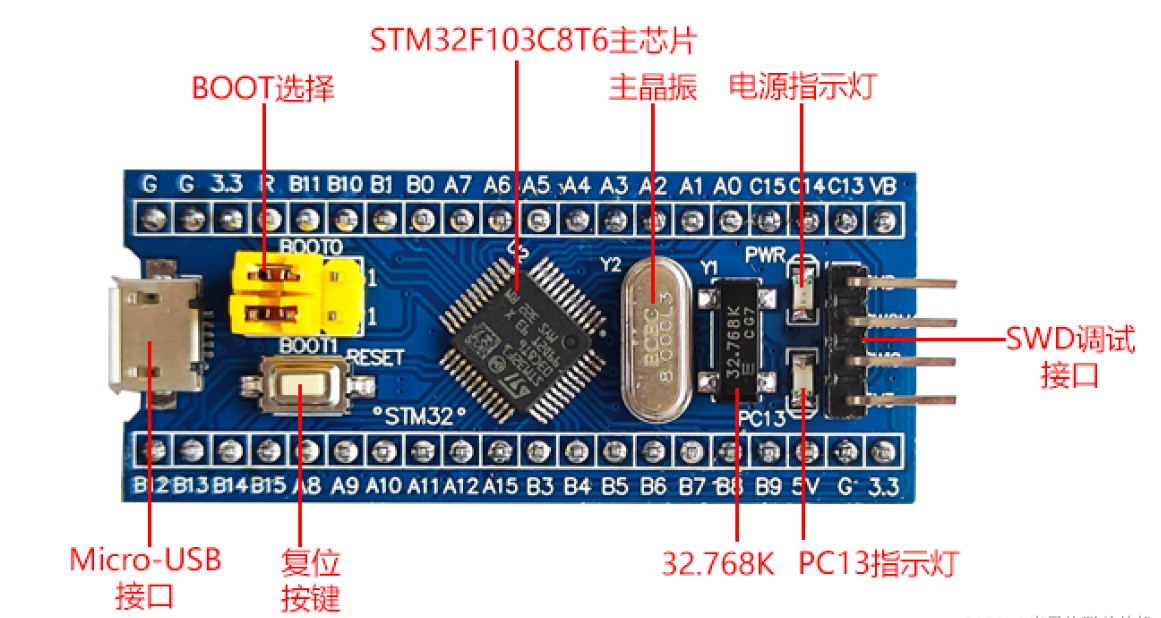 STM32F103C8T6主芯片
BOOT选择
主晶振
电源指示灯
G G 3.3 R B11 B10 B1 B0 A7 A6 A5 A4 A3 A2 A1 A0 C15 C14 C13 VB
BOOT0
Y2
Y1
PWR
1
1
32.768K
CG7
E
8.000L3
BOOT1
RESET
SWD调试
接口
°STM32°
PC13
B12 B13 B14 B15 A8 A9 A10 A11 A12 A15 B3 B4 B5 B6 B7 B8 B9 5V G 3.3
Micro-USB
接口
复位
按键
32.768K
PC13指示灯